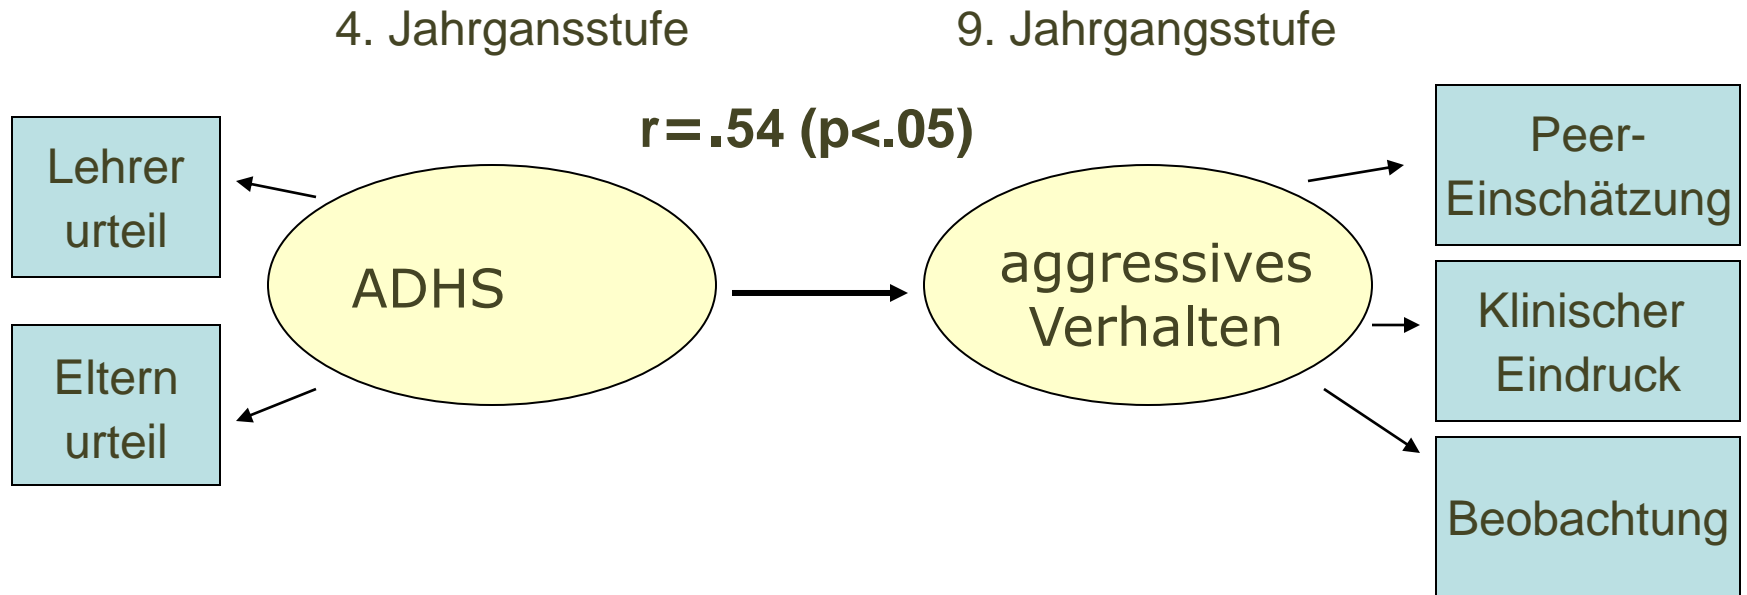 4. Jahrgansstufe
9. Jahrgangsstufe
r=.54 (p<.05)
Lehrer
urteil
Eltern
urteil
ADHS
aggressives
Verhalten
Peer-
Einschätzung
Klinischer
Eindruck
Beobachtung